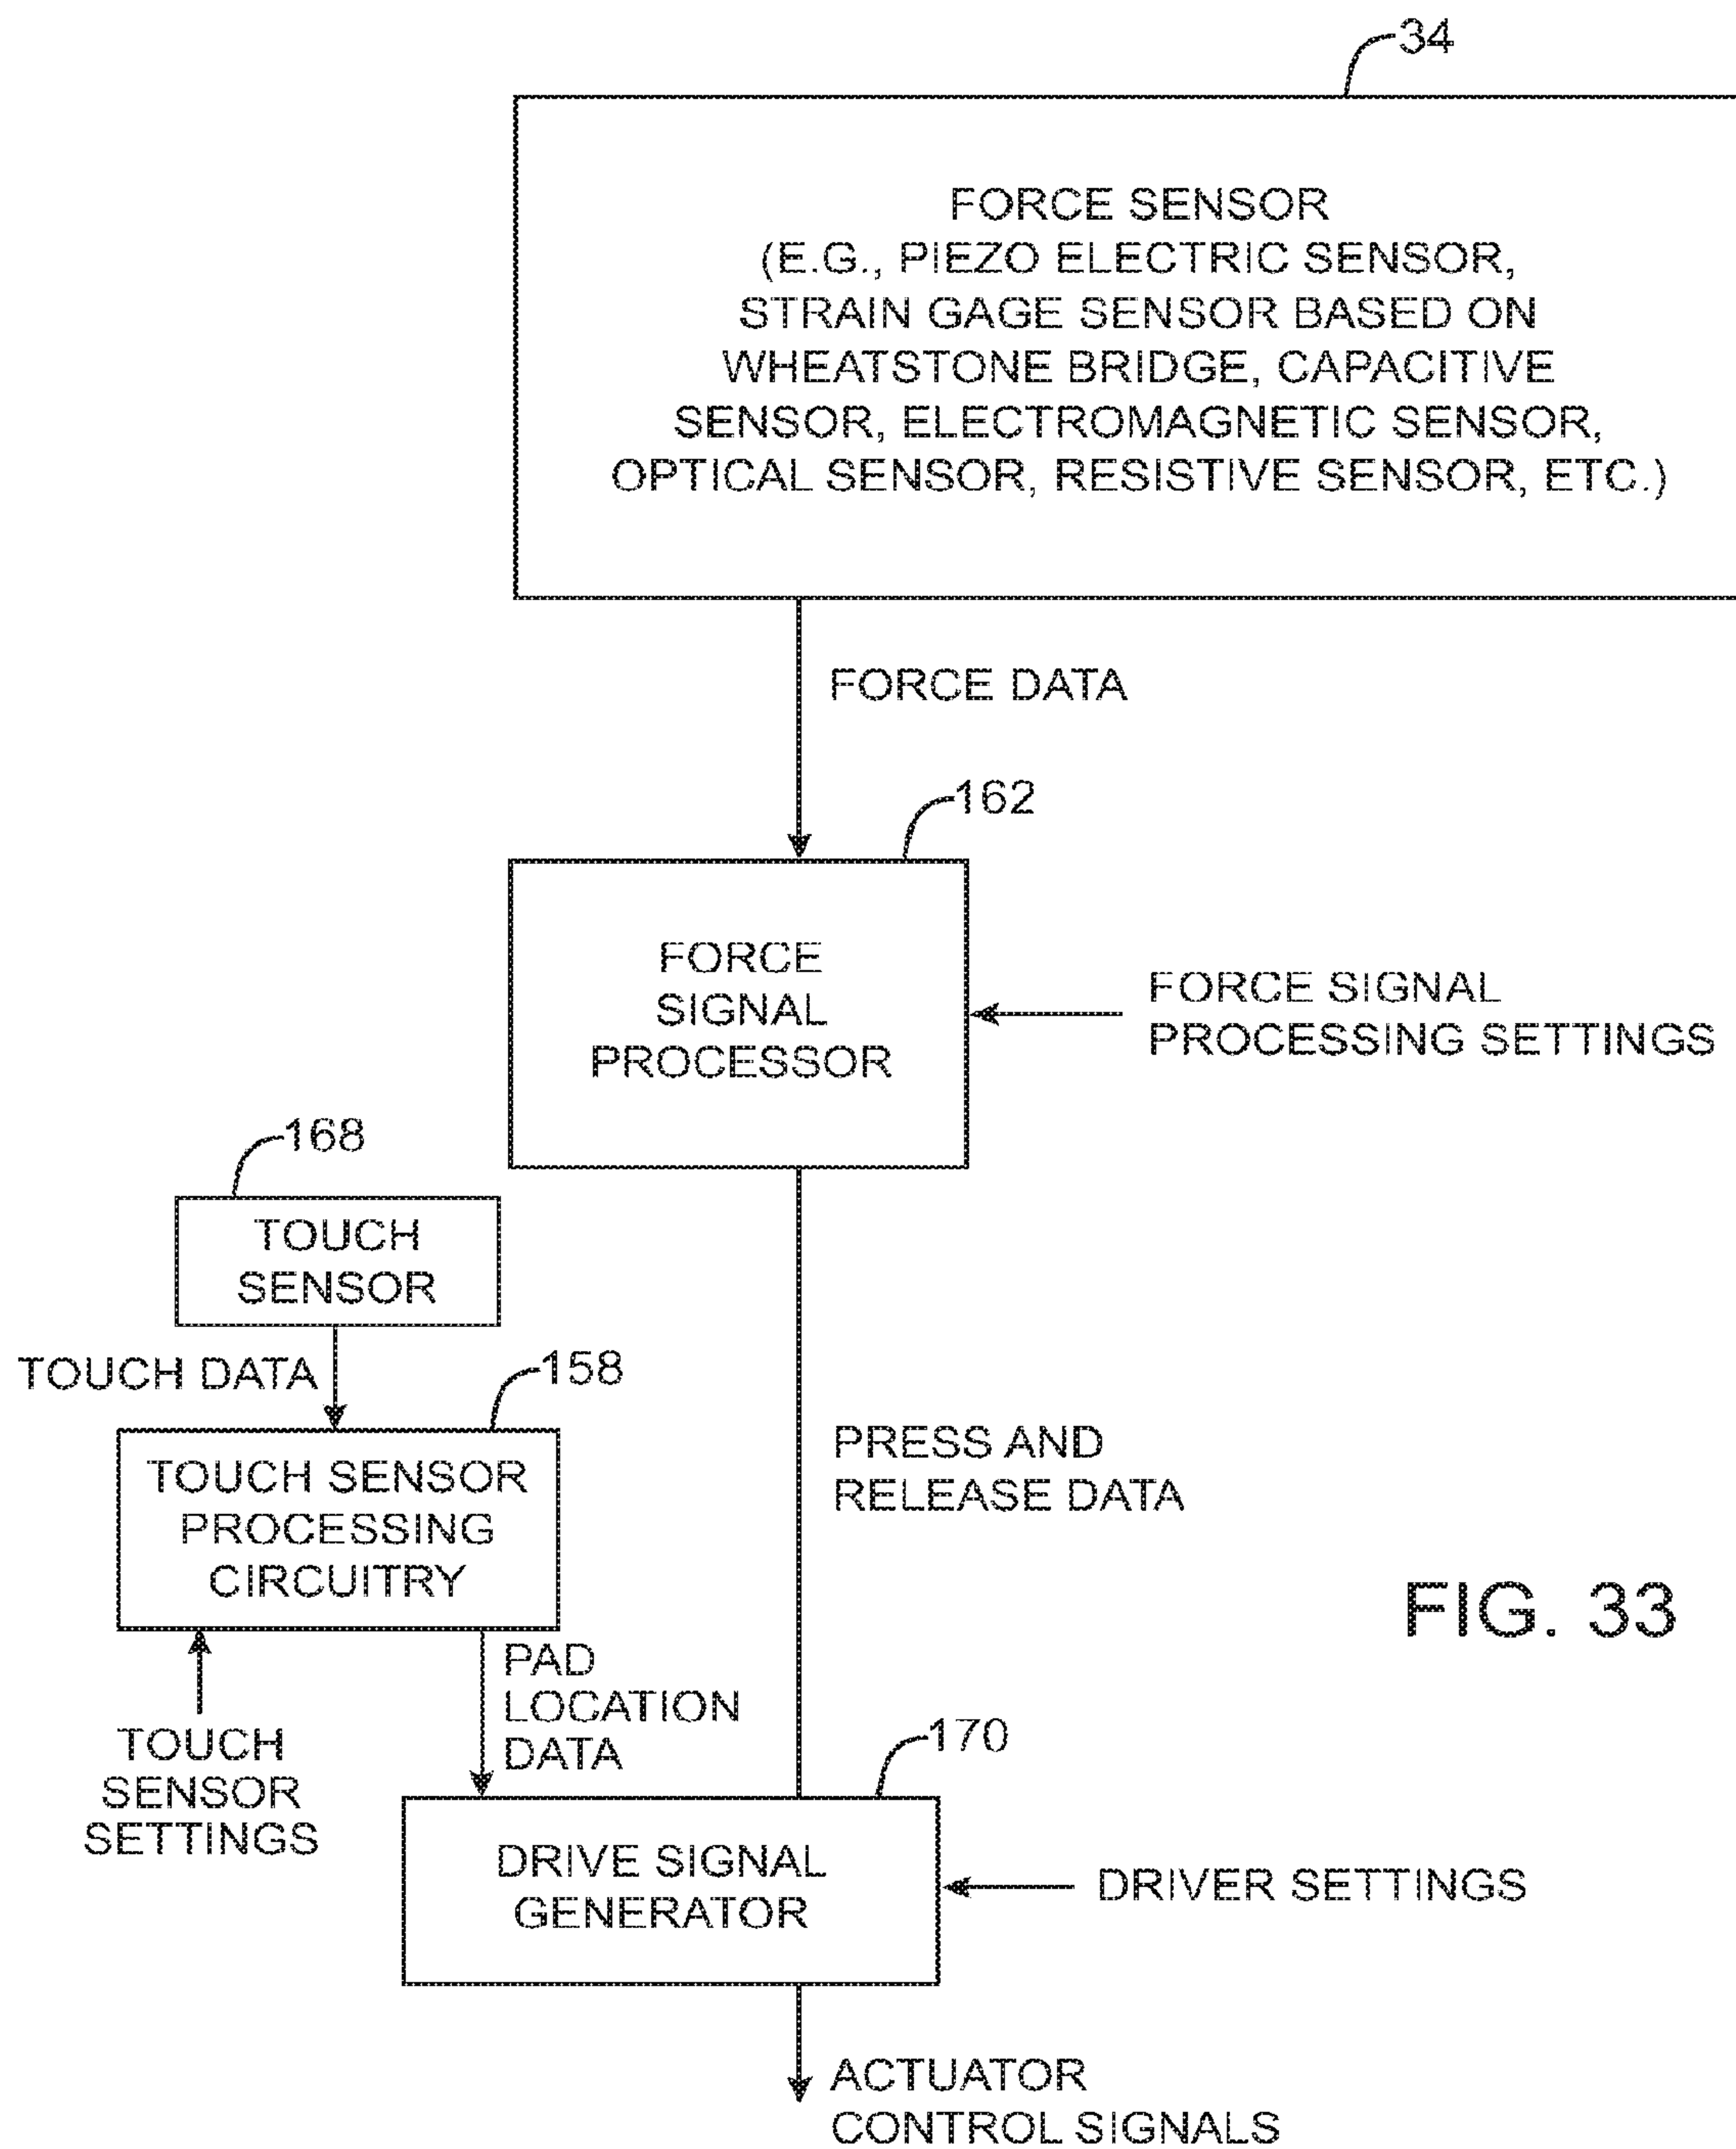 34
FORCE SENSOR
(E.G., PIEZO ELECTRIC SENSOR,
STRAIN GAGE SENSOR BASED ON
WHEATSTONE BRIDGE, CAPACITIVE
SENSOR, ELECTROMAGNETIC SENSOR,
OPTICAL SENSOR, RESISTIVE SENSOR, ETC.)
FORCE DATA
162
FORCE
SIGNAL
PROCESSOR
FORCE SIGNAL
PROCESSING SETTINGS
168
TOUCH
SENSOR
TOUCH DATA
158
TOUCH SENSOR
PROCESSING
CIRCUITRY
PRESS AND
RELEASE DATA
FIG. 33
PAD
LOCATION
DATA
TOUCH
SENSOR
SETTINGS
170
DRIVE SIGNAL
GENERATOR
DRIVER SETTINGS
ACTUATOR
CONTROL SIGNALS